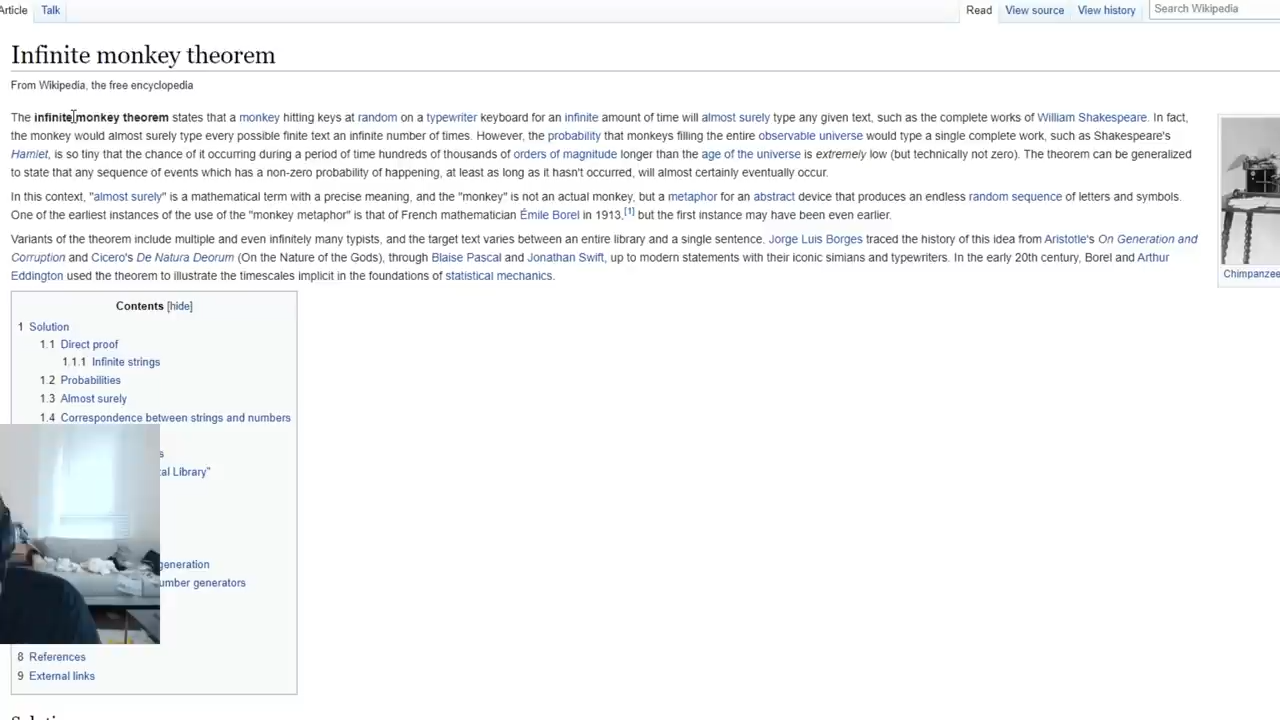 Article Talk Read View source View history Search Wikipedia
Infinite monkey theorem
From Wikipedia, the free encyclopedia
The infinite monkey theorem states that a monkey hitting keys at random on a typewriter keyboard for an infinite amount of time will almost surely type any given text, such as the complete works of William Shakespeare. In fact,
the monkey would almost surely type every possible finite text an infinite number of times. However, the probability that monkeys filling the entire observable universe would type a single complete work, such as Shakespeare's
Hamlet, is so tiny that the chance of it occurring during a period of time hundreds of thousands of orders of magnitude longer than the age of the universe is extremely low (but technically not zero). The theorem can be generalized
to state that any sequence of events which has a non-zero probability of happening, at least as long as it hasn't occurred, will almost certainly eventually occur.
In this context, "almost surely" is a mathematical term with a precise meaning, and the "monkey" is not an actual monkey, but a metaphor for an abstract device that produces an endless random sequence of letters and symbols.
One of the earliest instances of the use of the "monkey metaphor" is that of French mathematician Émile Borel in 1913,[1] but the first instance may have been even earlier.
Variants of the theorem include multiple and even infinitely many typists, and the target text varies between an entire library and a single sentence. Jorge Luis Borges traced the history of this idea from Aristotle's On Generation and
Corruption and Cicero's De Natura Deorum (On the Nature of the Gods), through Blaise Pascal and Jonathan Swift, up to modern statements with their iconic simians and typewriters. In the early 20th century, Borel and Arthur
Eddington used the theorem to illustrate the timescales implicit in the foundations of statistical mechanics.
Chimpanzee
Contents [hide]
1 Solution
1.1 Direct proof
1.1.1 Infinite strings
1.2 Probabilities
1.3 Almost surely
1.4 Correspondence between strings and numbers
s
al Library"
generation
umber generators
8 References
9 External links